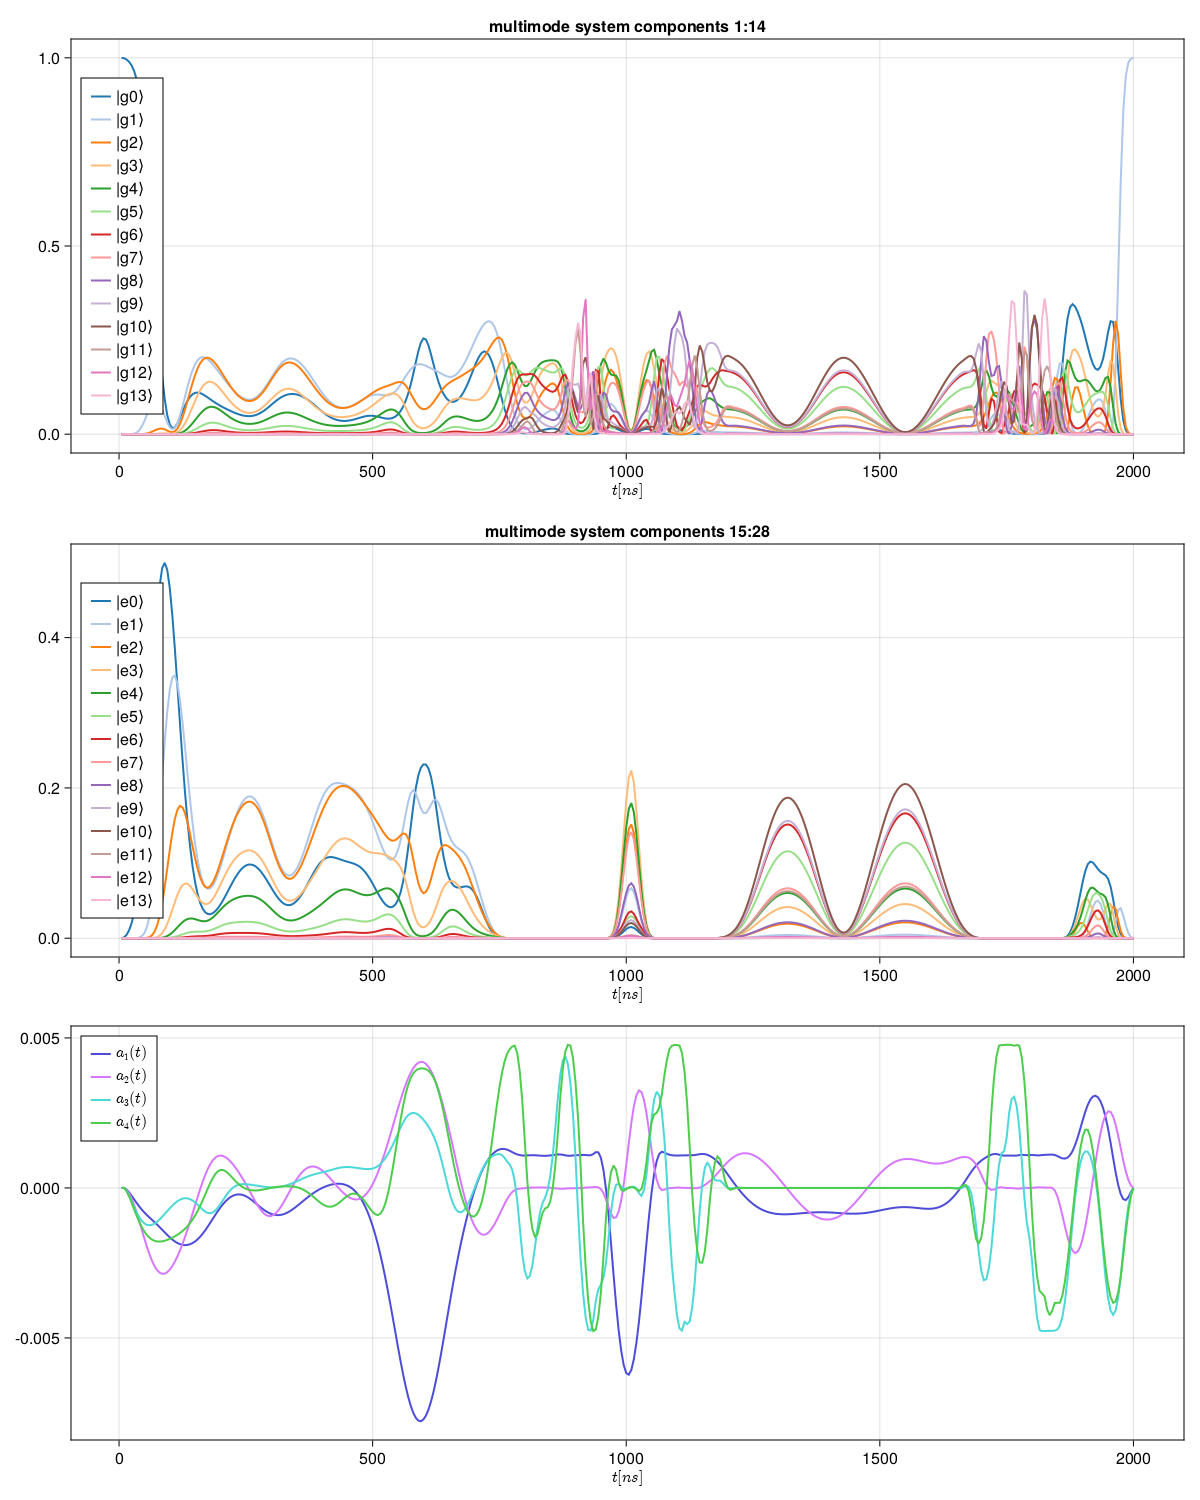 multimode system components 1:14
1.0
0.5
0.0
|g0⟩
|g1⟩
|g2⟩
|g3⟩
|g4⟩
|g5⟩
|g6⟩
|g7⟩
|g8⟩
|g9⟩
|g10⟩
|g11⟩
|g12⟩
|g13⟩
0 500 1000 1500 2000
t[ns]
multimode system components 15:28
0.4
0.2
0.0
|e0⟩
|e1⟩
|e2⟩
|e3⟩
|e4⟩
|e5⟩
|e6⟩
|e7⟩
|e8⟩
|e9⟩
|e10⟩
|e11⟩
|e12⟩
|e13⟩
0 500 1000 1500 2000
t[ns]
0.005
0.000
-0.005
a₁(t)
a₂(t)
a₃(t)
a₄(t)
0 500 1000 1500 2000
t[ns]